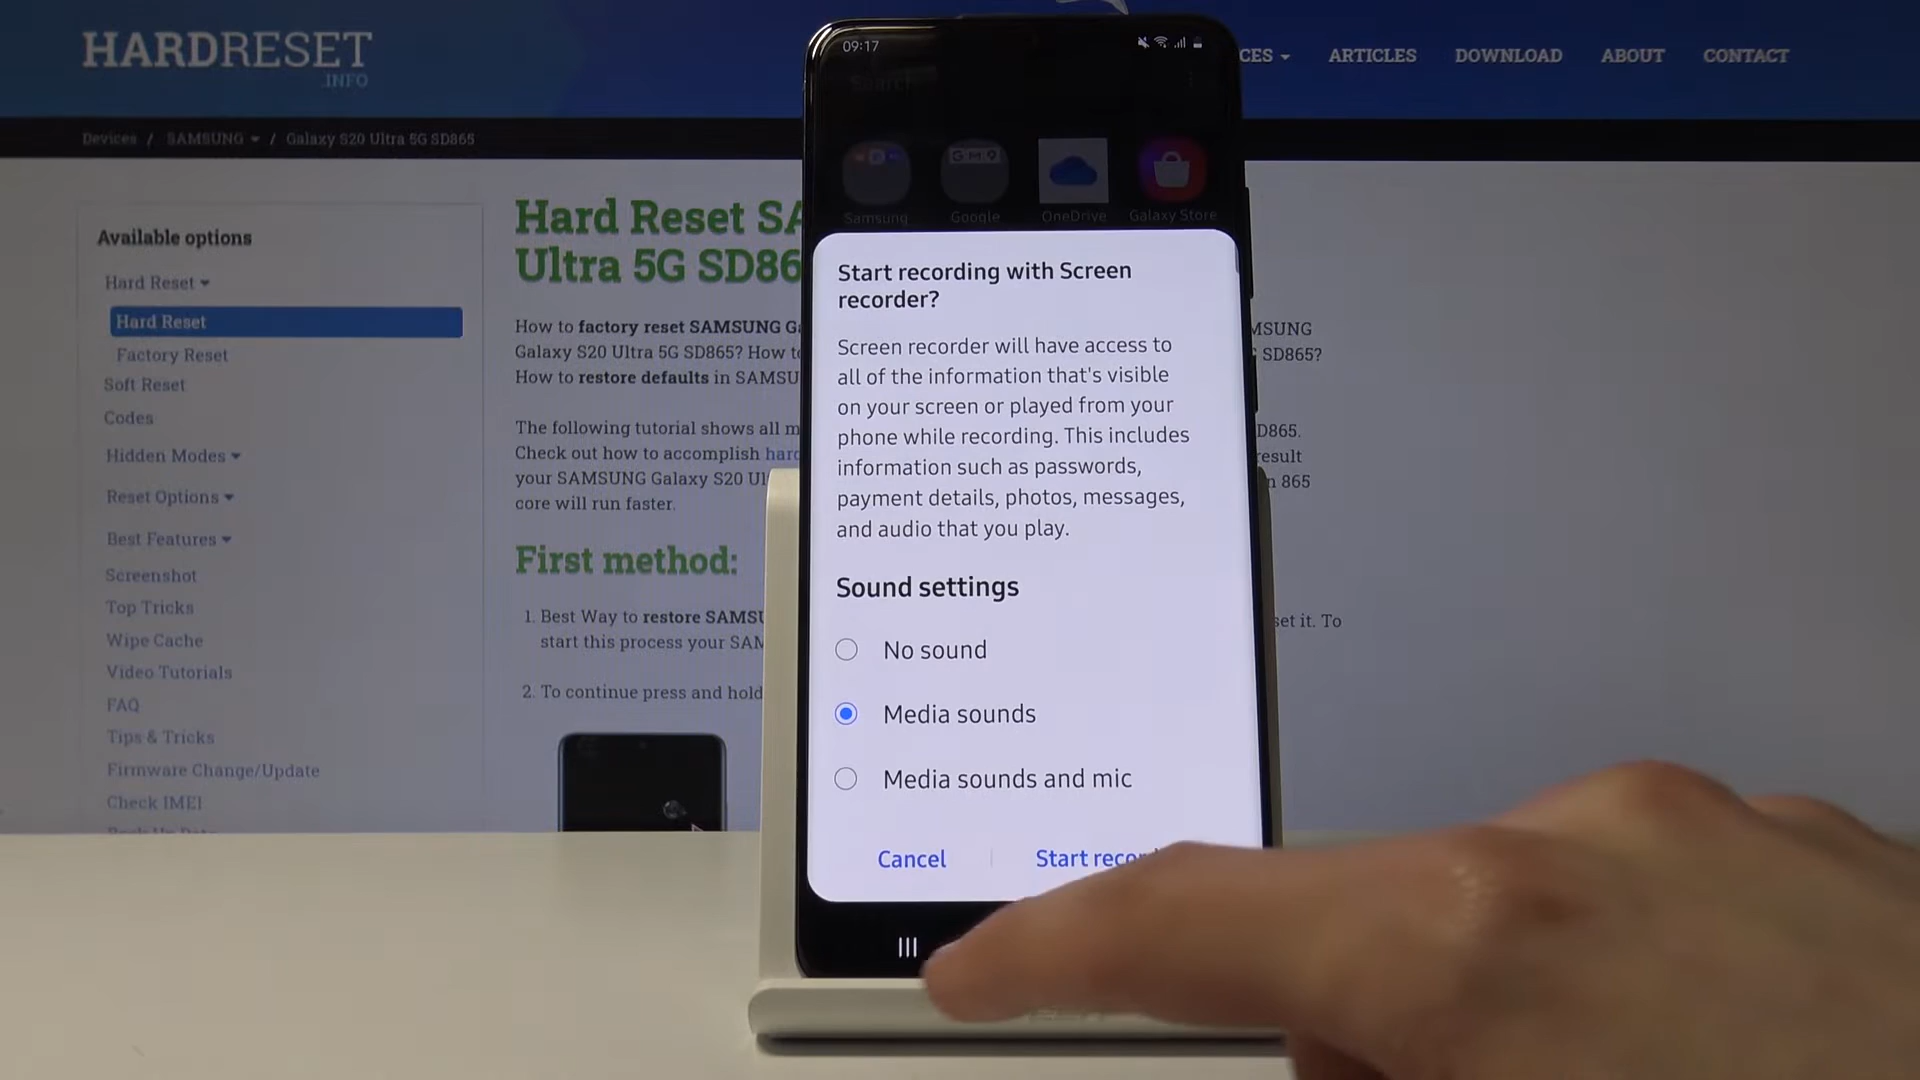 HARDRESET
.INFO
CES
ARTICLES
DOWNLOAD
ABOUT
CONTACT
Devices / SAMSUNG / Galaxy S20 Ultra 5G SD865
Available options
Hard Reset
Hard Reset
Factory Reset
Soft Reset
Codes
Hidden Modes
Reset Options
Best Features
Screenshot
Top Tricks
Wipe Cache
Video Tutorials
FAQ
Tips & Tricks
Firmware Change/Update
Check IMEI
Hard Reset SA
Ultra 5G SD86
How to factory reset SAMSUNG G
Galaxy S20 Ultra 5G SD865? How to
How to restore defaults in SAMSU
The following tutorial shows all m
Check out how to accomplish hard
your SAMSUNG Galaxy S20 Ul
core will run faster.
First method:
1. Best Way to restore SAMSU
start this process your SAM
2. To continue press and hold
09:17
Search
Samsung
Google
OneDrive
Galaxy Store
Start recording with Screen
recorder?
Screen recorder will have access to
all of the information that's visible
on your screen or played from your
phone while recording. This includes
information such as passwords,
payment details, photos, messages,
and audio that you play.
Sound settings
No sound
Media sounds
Media sounds and mic
Cancel
Start recor
MSUNG
SD865?
D865.
esult
n 865
set it. To